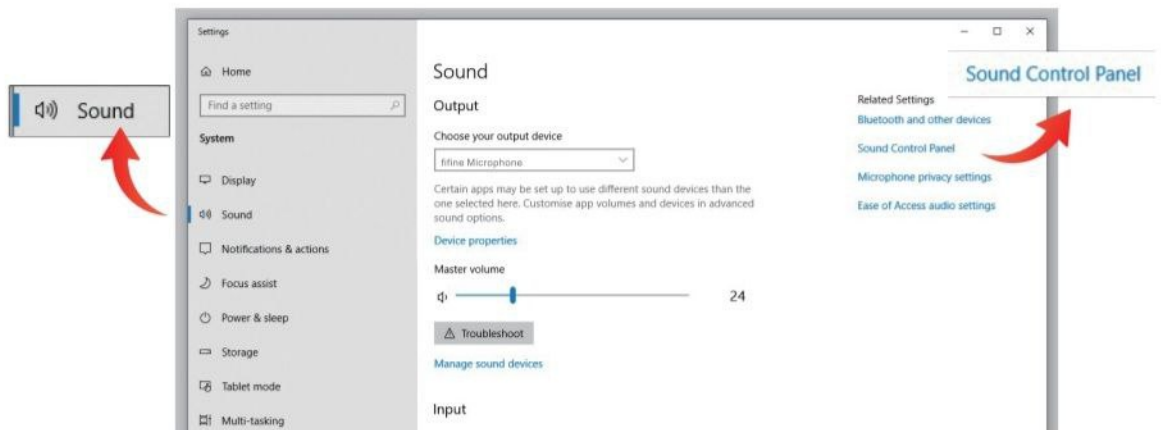 Settings
Home
Find a setting
System
Display
Sound
Notifications & actions
Focus assist
Power & sleep
Storage
Tablet mode
Multi-tasking
Sound
Sound
Output
Choose your output device
fifine Microphone
Certain apps may be set up to use different sound devices than the
one selected here. Customise app volumes and devices in advanced
sound options.
Device properties
Master volume
24
Troubleshoot
Manage sound devices
Input
Sound Control Panel
Related Settings
Bluetooth and other devices
Sound Control Panel
Microphone privacy settings
Ease of Access audio settings